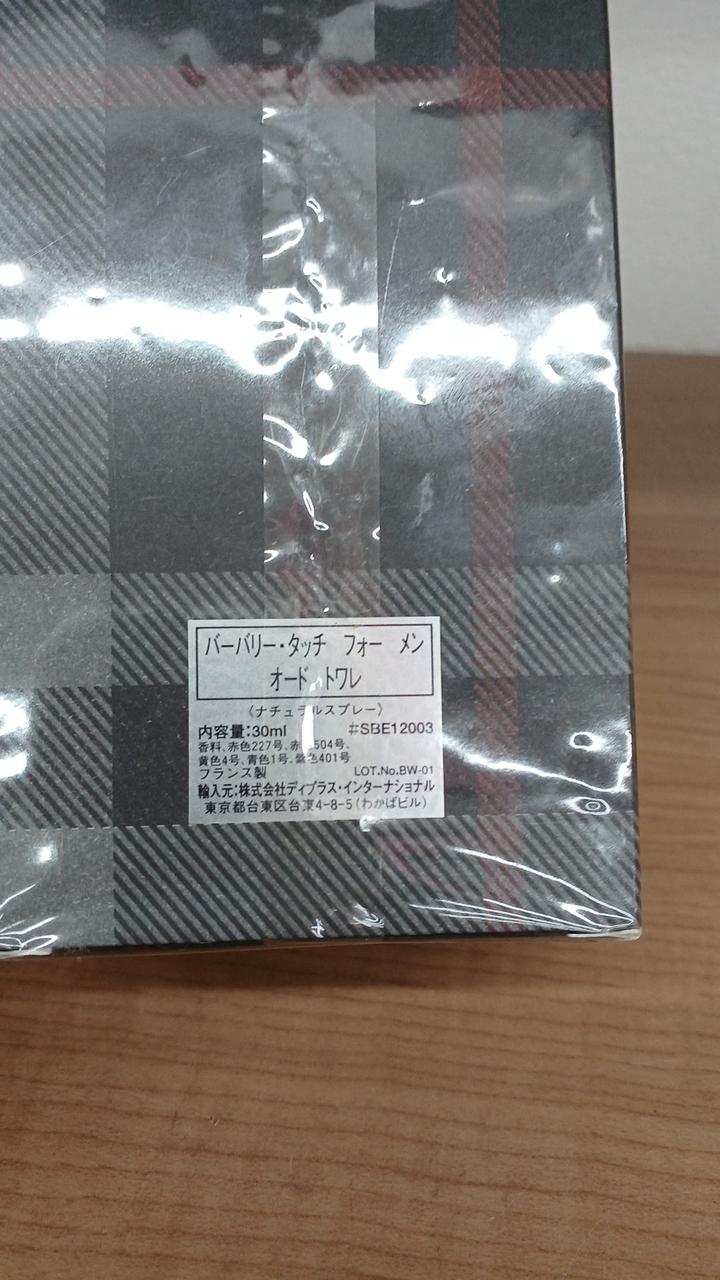 バーバリー・タッチ フォー メン
オード トワレ
〈ナチュラルスプレー〉
内容量:30ml #SBE12003
香料、赤色227号、赤色504号、
黄色4号、青色1号、紫色401号
フランス製 LOT.No.BW-01
輸入元:株式会社ディプラス・インターナショナル
東京都台東区台東4-8-5(わかばビル)